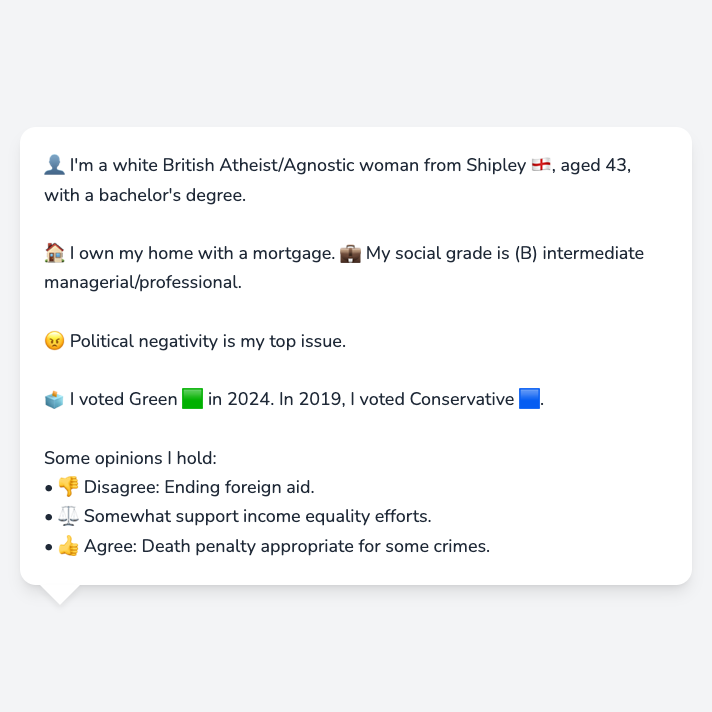 👤 I'm a white British Atheist/Agnostic woman from Shipley 🏴󠁧󠁢󠁥󠁮󠁧󠁿, aged 43,
with a bachelor's degree.
🏠 I own my home with a mortgage. 💼 My social grade is (B) intermediate
managerial/professional.
😠 Political negativity is my top issue.
🗳️ I voted Green 🟩 in 2024. In 2019, I voted Conservative 🟦.
Some opinions I hold:
• 👎 Disagree: Ending foreign aid.
• ⚖️ Somewhat support income equality efforts.
• 👍 Agree: Death penalty appropriate for some crimes.